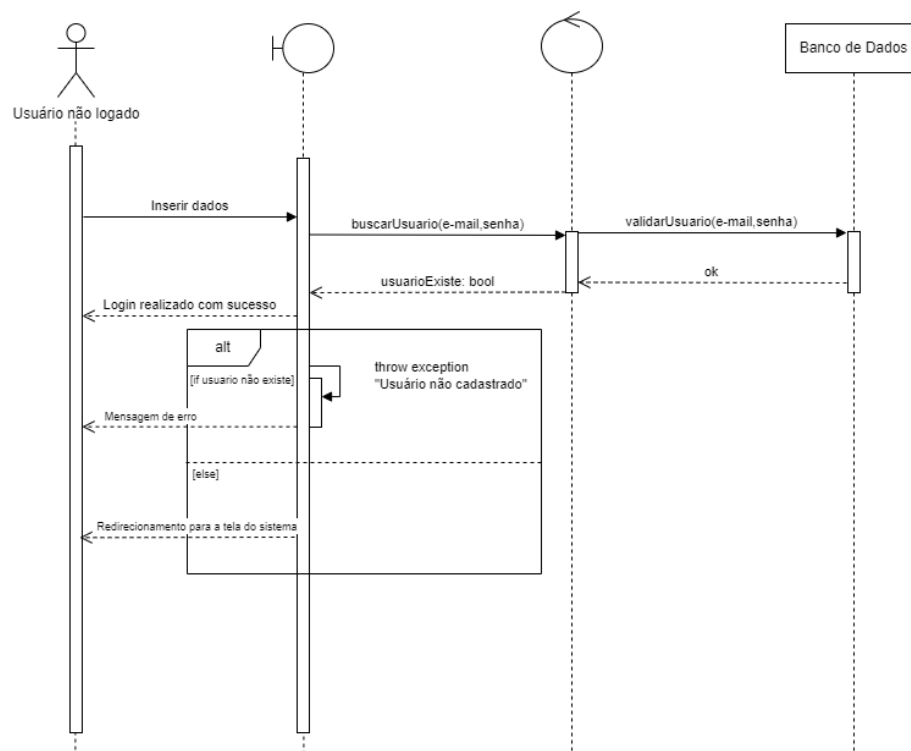 Usuário não logado
Banco de Dados
Inserir dados
buscarUsuario(e-mail,senha)
validarUsuario(e-mail,senha)
ok
usuarioExiste: bool
Login realizado com sucesso
alt
[if usuario não existe]
throw exception
"Usuário não cadastrado"
Mensagem de erro
[else]
Redirecionamento para a tela do sistema